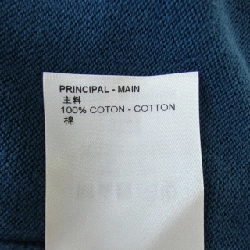 PRINCIPAL - MAIN
主料
100% COTON - COTTON
棉